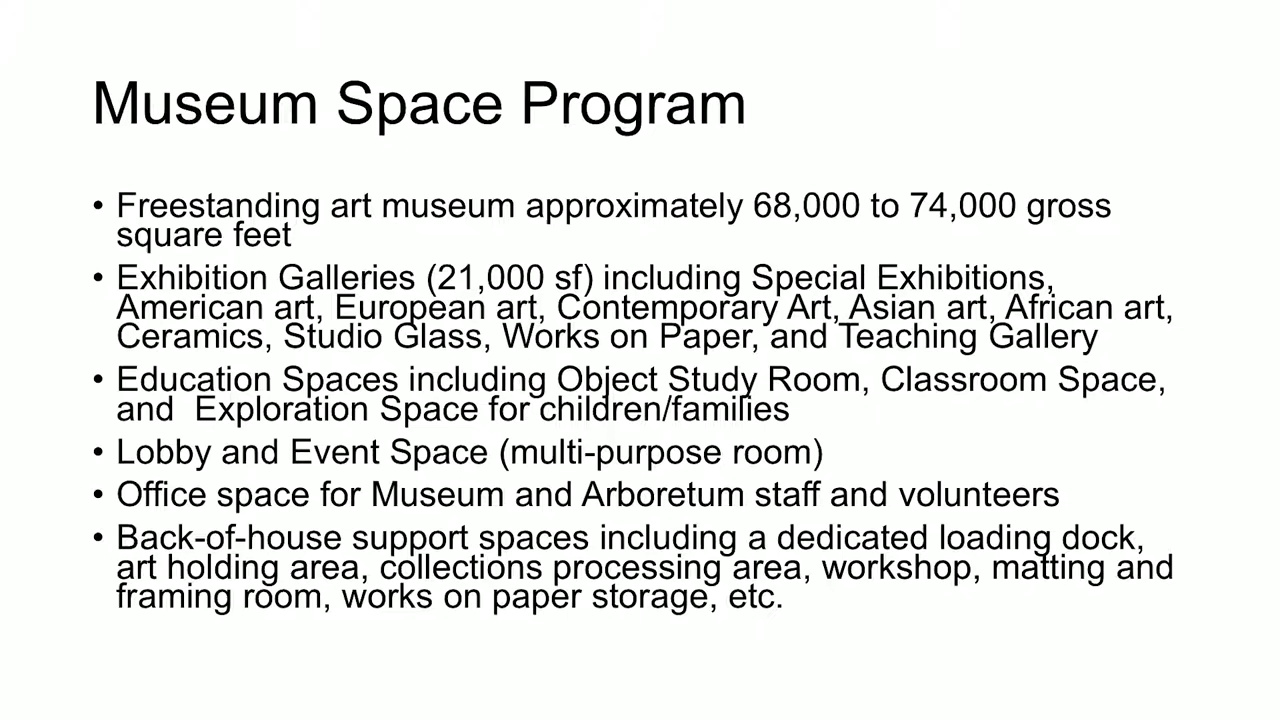 Museum Space Program
• Freestanding art museum approximately 68,000 to 74,000 gross
square feet
• Exhibition Galleries (21,000 sf) including Special Exhibitions,
American art, European art, Contemporary Art, Asian art, African art,
Ceramics, Studio Glass, Works on Paper, and Teaching Gallery
• Education Spaces including Object Study Room, Classroom Space,
and  Exploration Space for children/families
• Lobby and Event Space (multi-purpose room)
• Office space for Museum and Arboretum staff and volunteers
• Back-of-house support spaces including a dedicated loading dock,
art holding area, collections processing area, workshop, matting and
framing room, works on paper storage, etc.